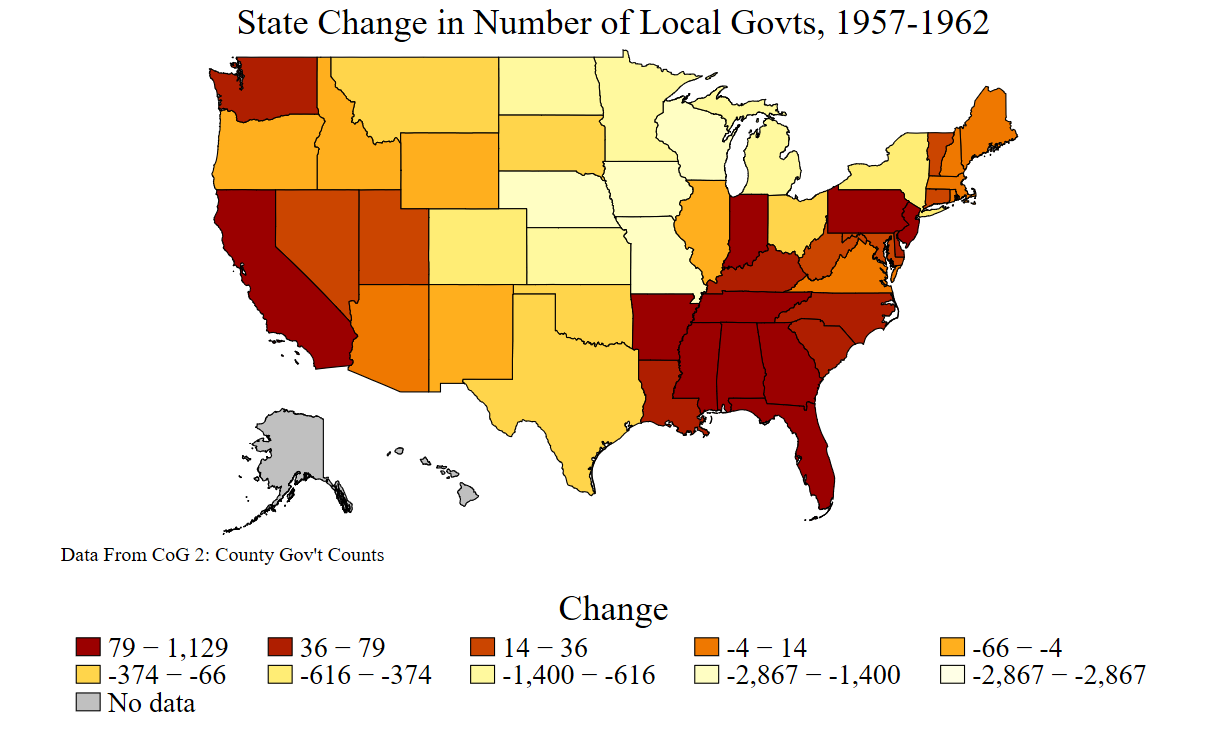 State Change in Number of Local Govts, 1957-1962
Data From CoG 2: County Gov't Counts
Change
79 − 1,129 36 − 79 14 − 36 -4 − 14 -66 − -4
-374 − -66 -616 − -374 -1,400 − -616 -2,867 − -1,400 -2,867 − -2,867
No data